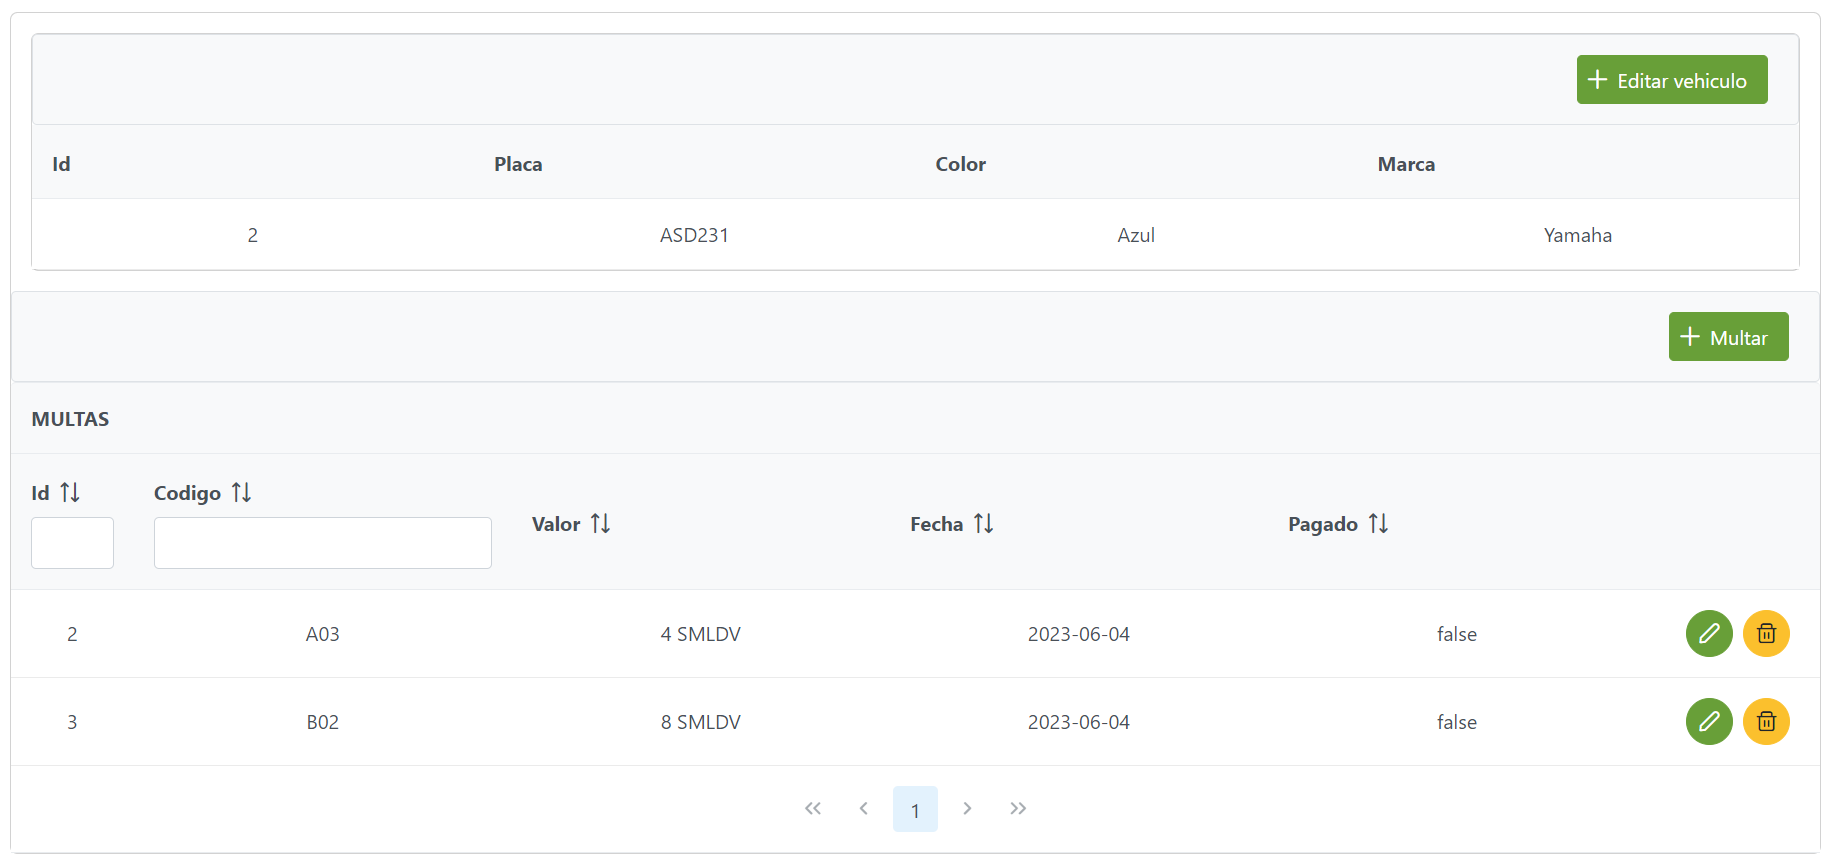 Editar vehiculo
Id Placa Color Marca
2 ASD231 Azul Yamaha
Multar
MULTAS
Id Codigo Valor Fecha Pagado
2 A03 4 SMLDV 2023-06-04 false
3 B02 8 SMLDV 2023-06-04 false
1